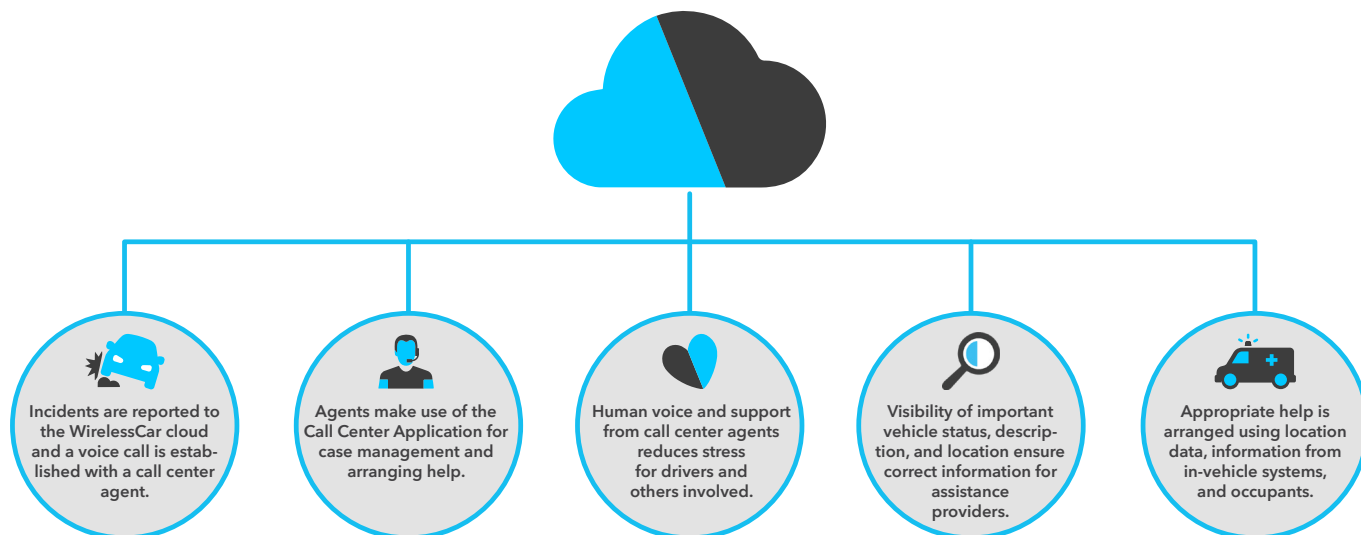 Incidents are reported to
the WirelessCar cloud
and a voice call is estab-
lished with a call center
agent.
Agents make use of the
Call Center Application for
case management and
arranging help.
Human voice and support
from call center agents
reduces stress
for drivers and
others involved.
Visibility of important
vehicle status, descrip-
tion, and location ensure
correct information for
assistance
providers.
Appropriate help is
arranged using location
data, information from
in-vehicle systems,
and occupants.